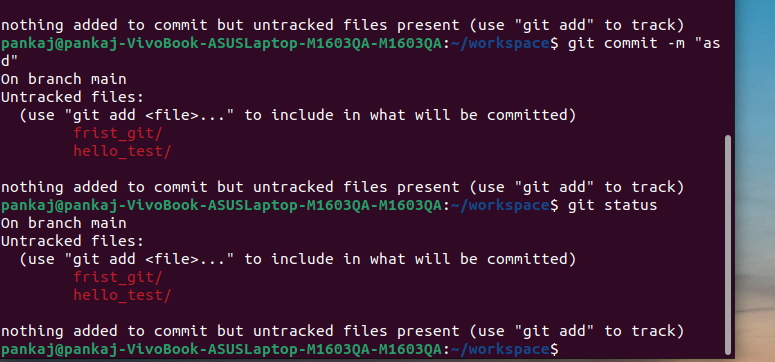 nothing added to commit but untracked files present (use "git add" to track)
pankaj@pankaj-VivoBook-ASUSLaptop-M1603QA-M1603QA:~/workspace$ git commit -m "as
d"
On branch main
Untracked files:
  (use "git add <file>..." to include in what will be committed)
        frist_git/
        hello_test/

nothing added to commit but untracked files present (use "git add" to track)
pankaj@pankaj-VivoBook-ASUSLaptop-M1603QA-M1603QA:~/workspace$ git status
On branch main
Untracked files:
  (use "git add <file>..." to include in what will be committed)
        frist_git/
        hello_test/

nothing added to commit but untracked files present (use "git add" to track)
pankaj@pankaj-VivoBook-ASUSLaptop-M1603QA-M1603QA:~/workspace$